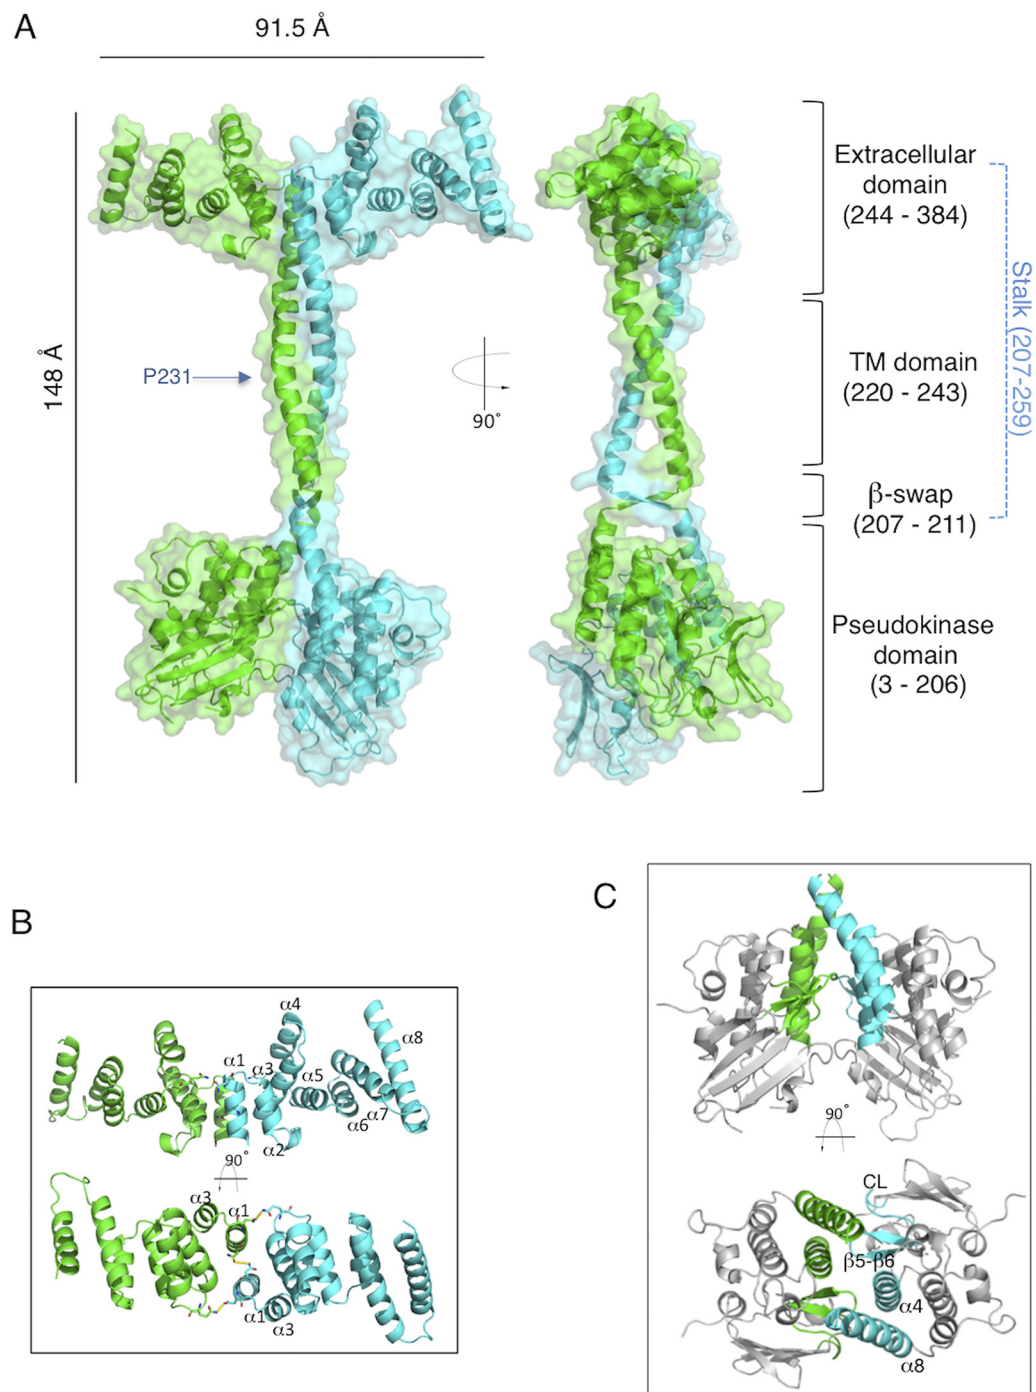 A
91.5 Å
148 Å
P231
90°
Extracellular
domain
(244 - 384)
TM domain
(220 - 243)
β-swap
(207 - 211)
Pseudokinase
domain
(3 - 206)
Stalk (207-259)
B
α4
α8
α1
α3
α5
α6
α7
α2
90°
α3
α1
α1
α3
C
90°
CL
β5-β6
α4
α8